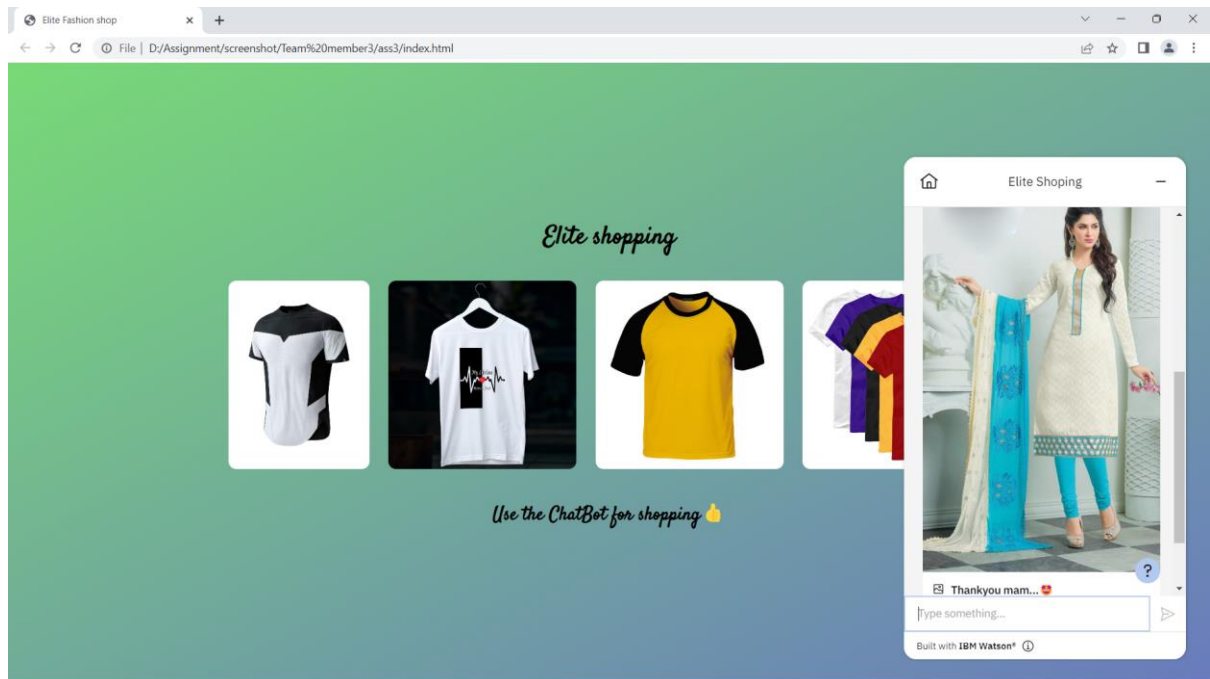 Elite Fashion shop
File | D:/Assignment/screenshot/Team%20member3/ass3/index.html
Elite Shoping
Elite shopping
Use the ChatBot for shopping 👍
?
Thankyou mam... 😍
Type something...
Built with IBM Watson®